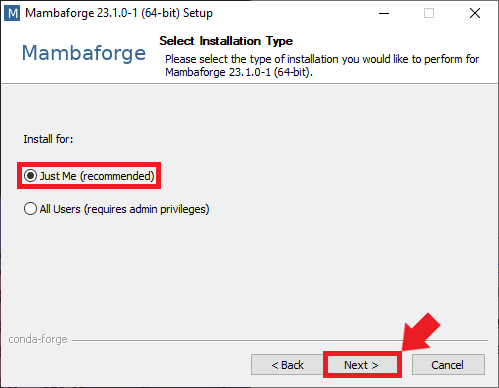 M Mambaforge 23.1.0-1 (64-bit) Setup
Select Installation Type
Mambaforge
Please select the type of installation you would like to perform for
Mambaforge 23.1.0-1 (64-bit).
Install for:
Just Me (recommended)
All Users (requires admin privileges)
conda-forge
< Back
Next >
Cancel